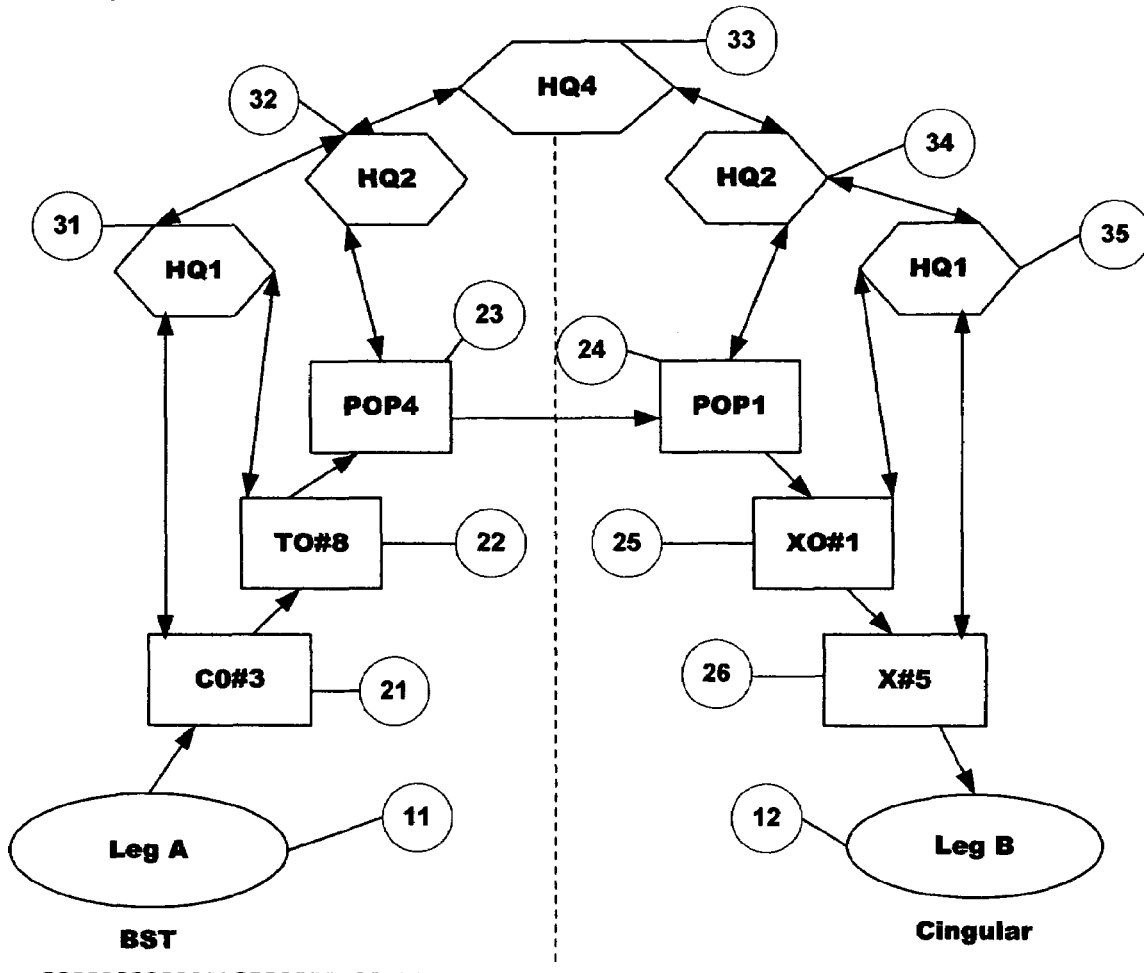 33
HQ4
32
HQ2
HQ2
34
31
HQ1
HQ1
35
23
24
POP4
POP1
TO#8
22
25
XO#1
C0#3
21
26
X#5
Leg A
11
12
Leg B
BST
Cingular